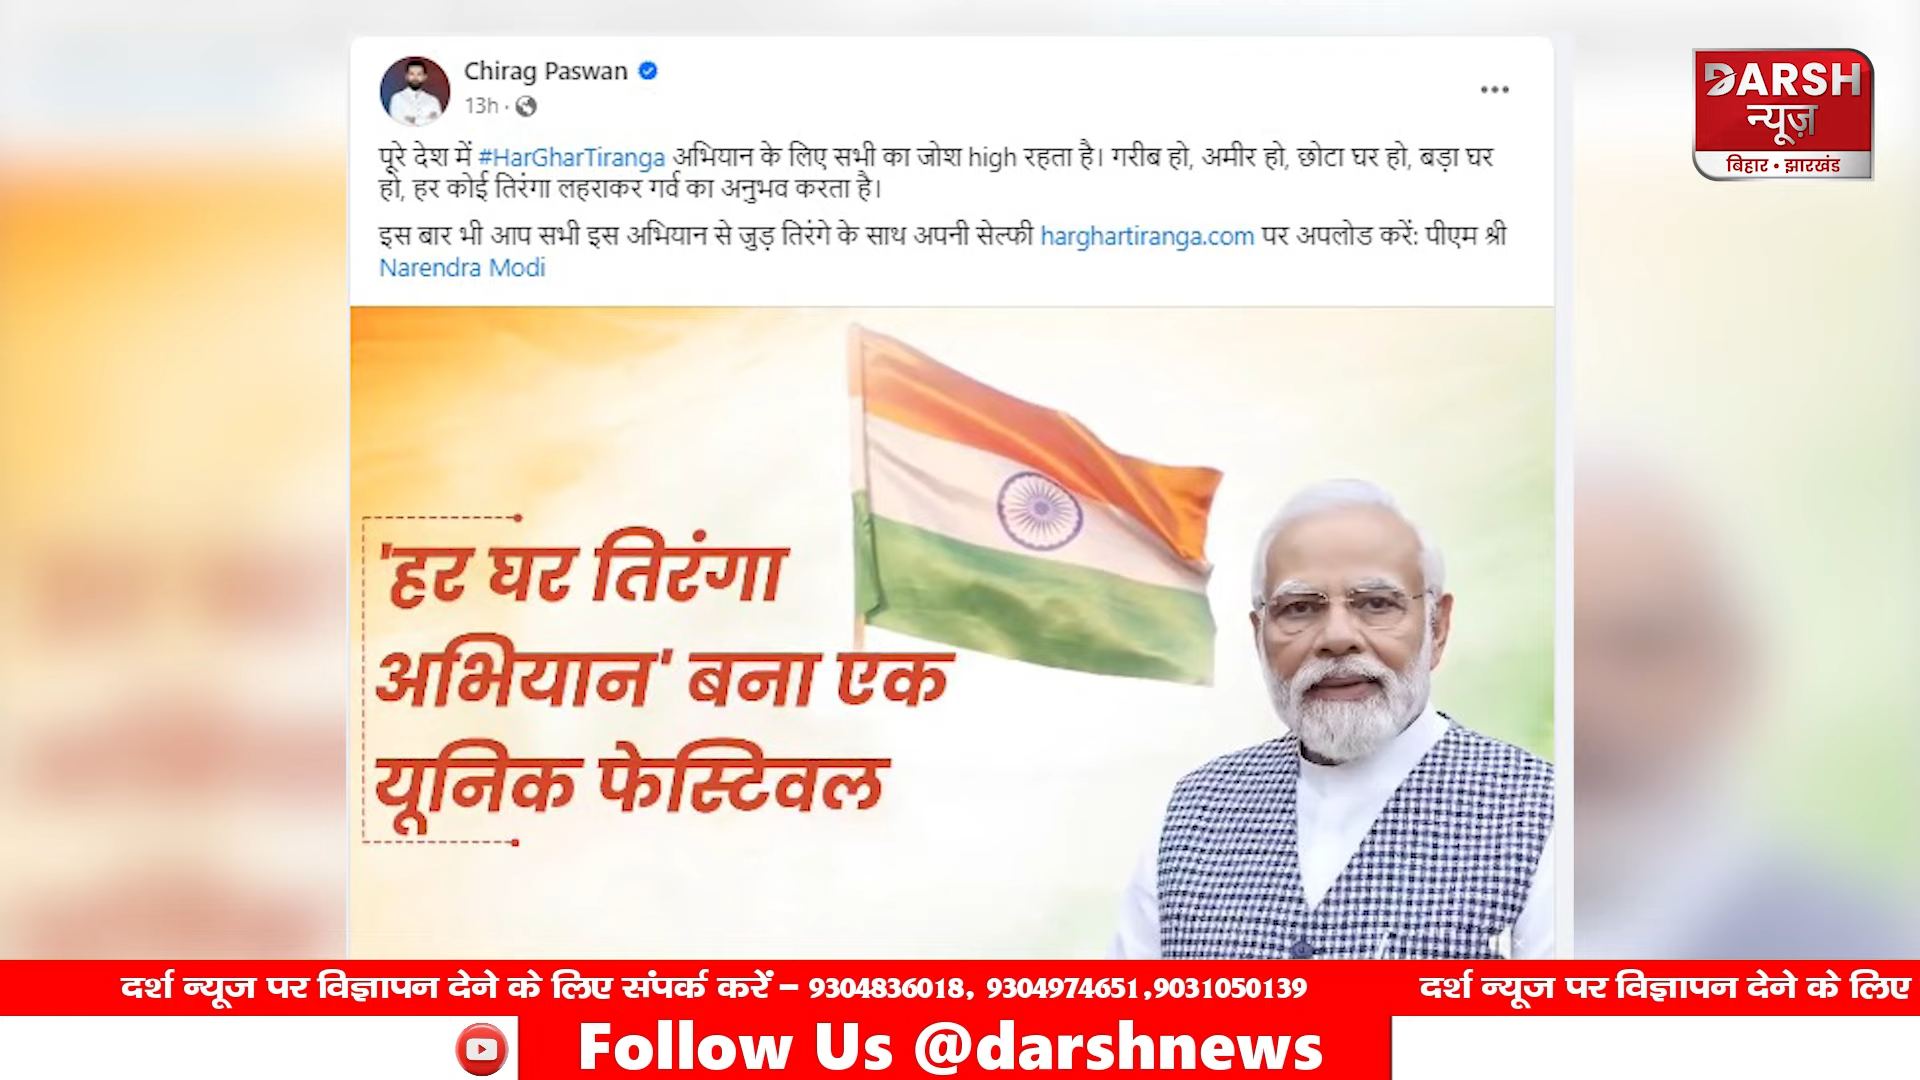 Chirag Paswan
13h ·
पूरे देश में #HarGharTiranga अभियान के लिए सभी का जोश high रहता है। गरीब हो, अमीर हो, छोटा घर हो, बड़ा घर
हो, हर कोई तिरंगा लहराकर गर्व का अनुभव करता है।
इस बार भी आप सभी इस अभियान से जुड़ तिरंगे के साथ अपनी सेल्फी harghartiranga.com पर अपलोड करें: पीएम श्री
Narendra Modi
DARSH
न्यूज़
बिहार • झारखंड
'हर घर तिरंगा
अभियान' बना एक
यूनिक फेस्टिवल
दर्श न्यूज पर विज्ञापन देने के लिए संपर्क करें – 9304836018, 9304974651,9031050139 दर्श न्यूज पर विज्ञापन देने के लिए
Follow Us @darshnews